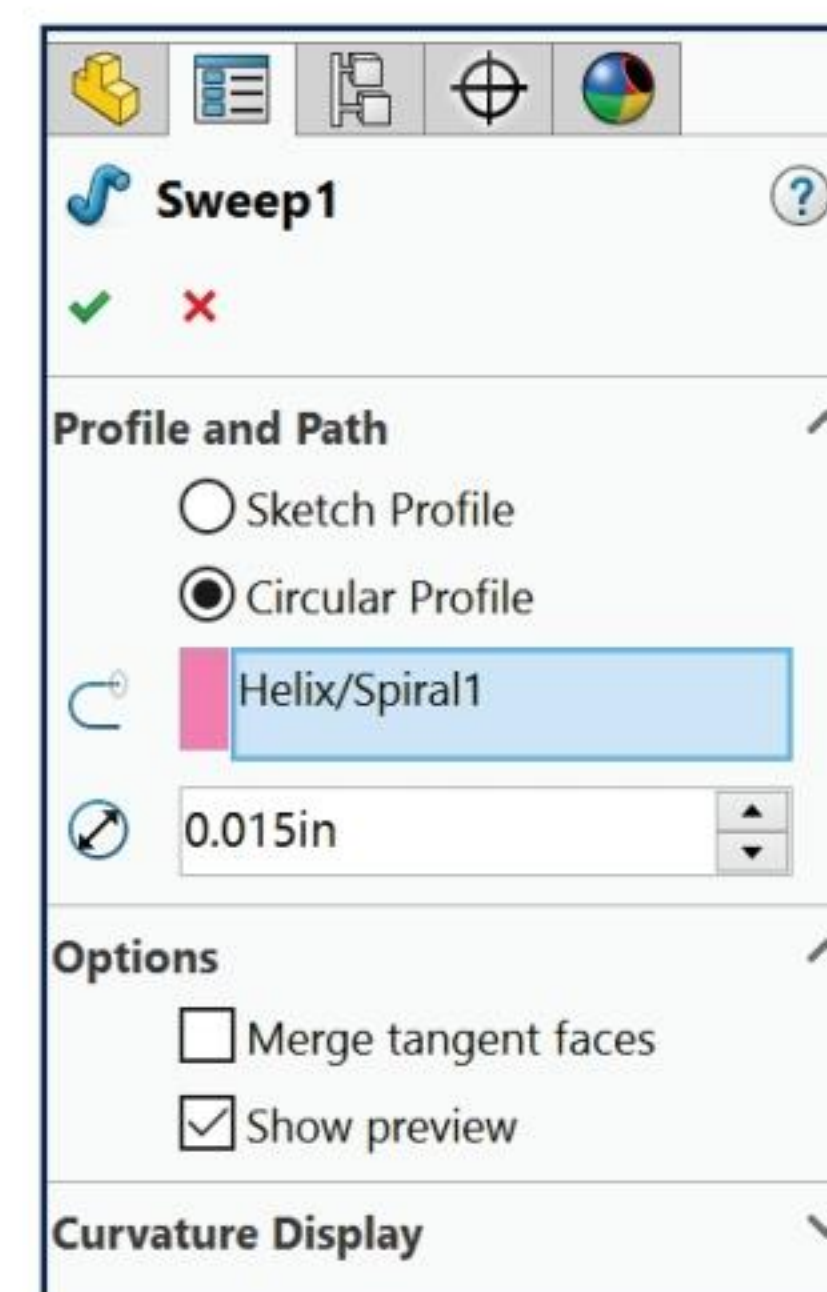 Sweep1
?
Profile and Path
Sketch Profile
Circular Profile
Helix/Spiral1
0.015in
Options
Merge tangent faces
Show preview
Curvature Display